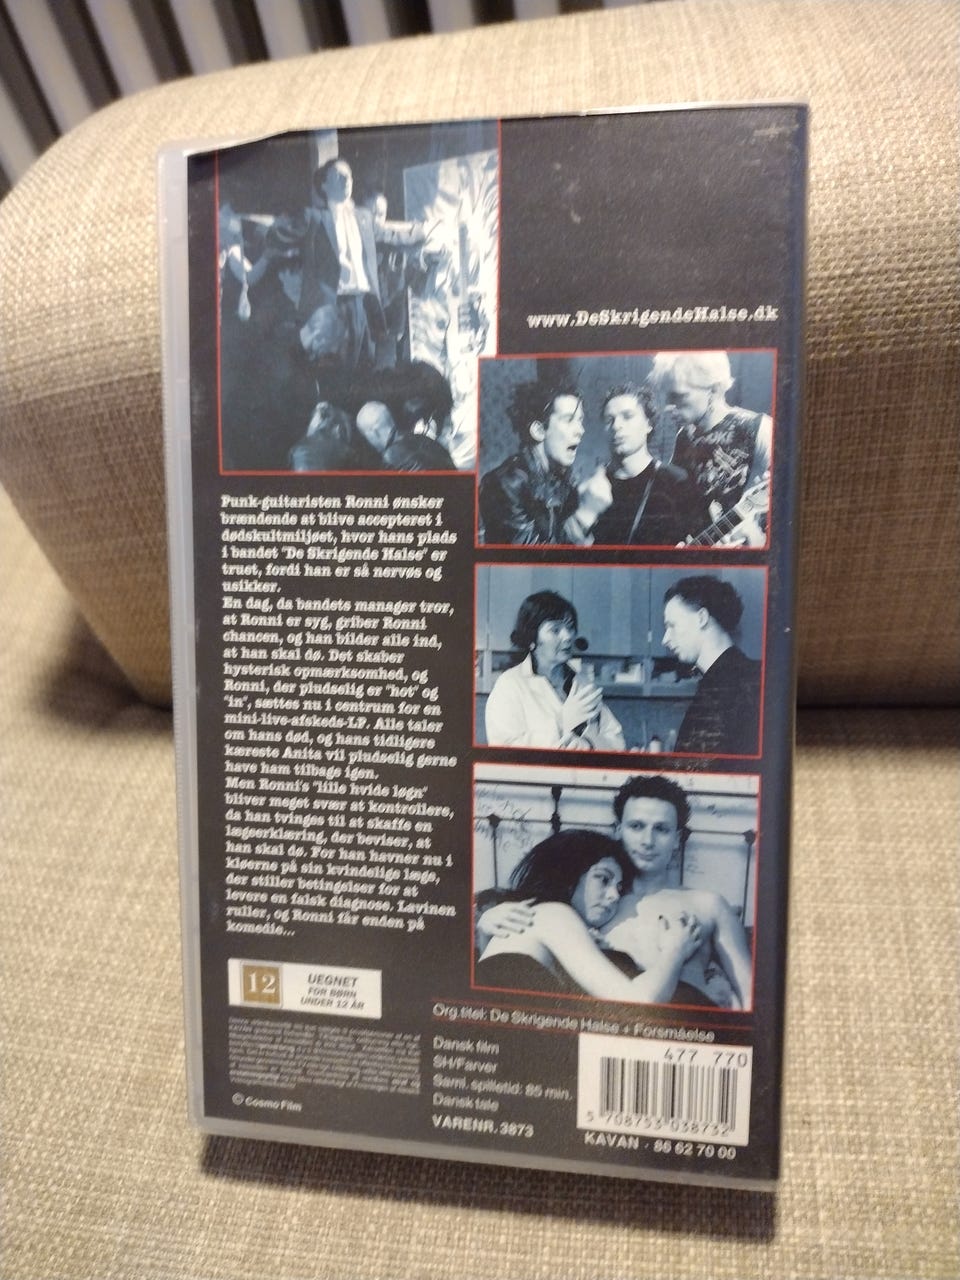 www.DeSkrigendeHalse.dk
Punk-guitaristen Ronni ønsker
brændende at blive accepteret i
dødskultmiljøet, hvor hans plads
i bandet "De Skrigende Halse" er
truet, fordi han er så nervøs og
usikker.
En dag, da bandets manager tror,
at Ronni er syg, griber Ronni
chancen, og han bilder alle ind,
at han skal dø. Det skaber
hysterisk opmærksomhed, og
Ronni, der pludselig er "hot" og
"in", sættes nu i centrum for en
mini-live-afskeds-LP. Alle taler
om hans død, og hans tidligere
kæreste Anita vil pludselig gerne
have ham tilbage igen.
Men Ronni's "lille hvide løgn"
bliver meget svær at kontrollere,
da han tvinges til at skaffe en
lægeerklæring, der beviser, at
han skal dø. For han havner nu i
kløerne på sin kvindelige læge,
der stiller betingelser for at
levere en falsk diagnose. Lavinen
ruller, og Ronni får enden på
komedie...
12
UEGNET
FOR BØRN
UNDER 12 ÅR
© Cosmo Film
Org.titel: De Skrigende Halse + Forsmåelse
Dansk film
SH/Farver
Saml. spilletid: 85 min.
Dansk tale
VARENR. 3873
477 770
5 708753 038732
KAVAN - 86 62 70 00